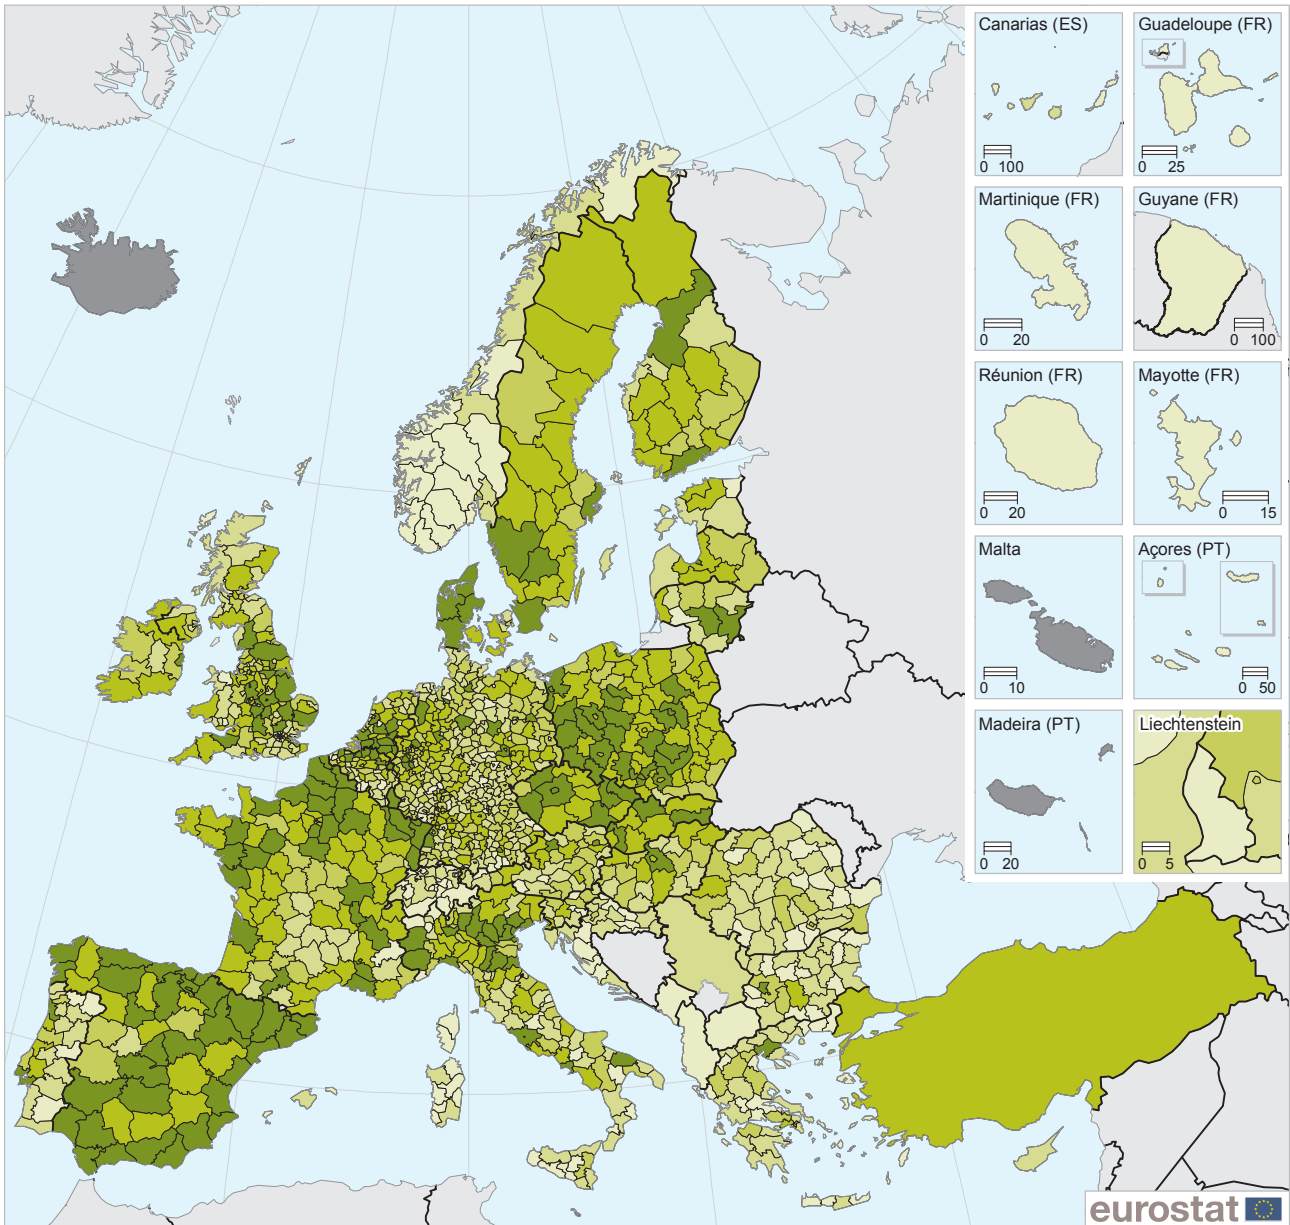 Canarias (ES)
0 100
Guadeloupe (FR)
0 25
Martinique (FR)
0 20
Guyane (FR)
0 100
Réunion (FR)
0 20
Mayotte (FR)
0 15
Malta
0 10
Açores (PT)
0 50
Madeira (PT)
0 20
Liechtenstein
0 5
eurostat